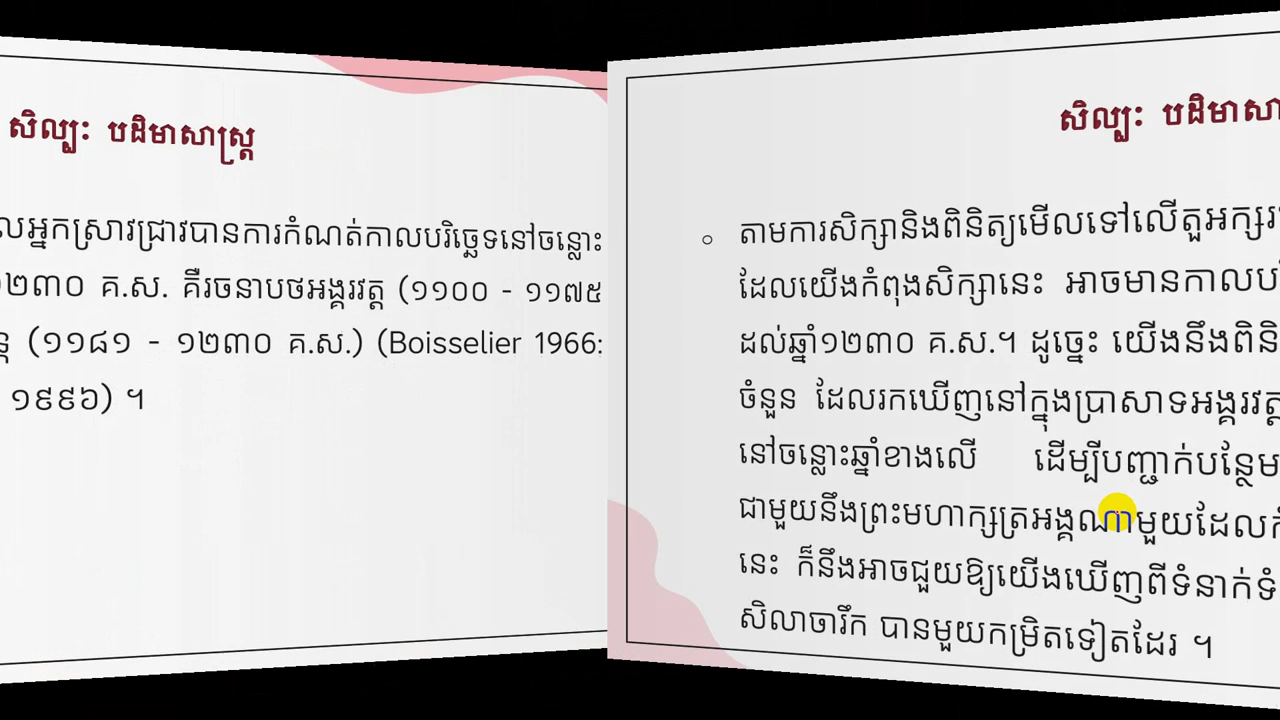 សិល្បៈ បដិមាសាស្ត្រ
លអ្នកស្រាវជ្រាវបានការកំណត់កាលបរិច្ឆេទនៅចន្លោះ
១២៣០ គ.ស. គឺរចនាបថអង្គរវត្ត (១១០០ - ១១៧៥
(១១៨១ - ១២៣០ គ.ស.) (Boisselier 1966:
១៩៩៦) ។
សិល្បៈ បដិមាសា
តាមការសិក្សានិងពិនិត្យមើលទៅលើតួអក្សរ
ដែលយើងកំពុងសិក្សានេះ អាចមានកាលប
ដល់ឆ្នាំ១២៣០ គ.ស.។ ដូច្នេះ យើងនឹងពិនិ
ចំនួន ដែលរកឃើញនៅក្នុងប្រាសាទអង្គរវត្ត
នៅចន្លោះឆ្នាំខាងលើ ដើម្បីបញ្ជាក់បន្ថែម
ជាមួយនឹងព្រះមហាក្សត្រអង្គណាមួយដែលកំ
នេះ ក៏នឹងអាចជួយឱ្យយើងឃើញពីទំនាក់ទំ
សិលាចារឹក បានមួយកម្រិតទៀតដែរ ។